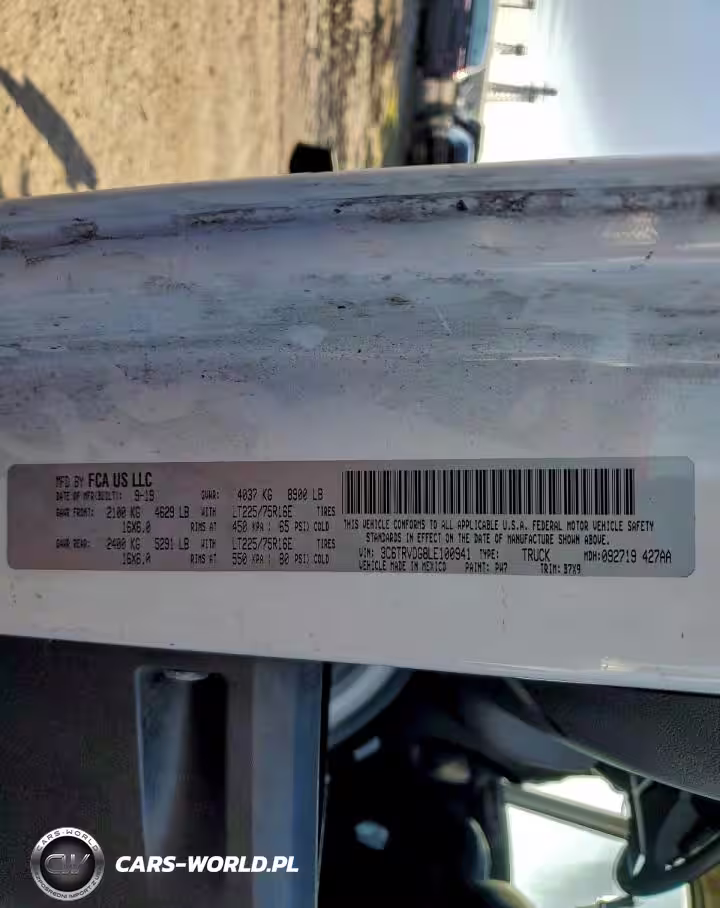 MFD BY FCA US LLC
DATE OF MFR(BUILT): 9-19 GVWR: 4037 KG 8900 LB
GAWR FRONT: 2100 KG 4629 LB WITH LT225/75R16E TIRES
16X6.0 RIMS AT 450 KPA ( 65 PSI)COLD
GAWR REAR: 2400 KG 5291 LB WITH LT225/75R16E TIRES
16X6.0 RIMS AT 550 KPA ( 80 PSI)COLD
THIS VEHICLE CONFORMS TO ALL APPLICABLE U.S.A. FEDERAL MOTOR VEHICLE SAFETY
STANDARDS IN EFFECT ON THE DATE OF MANUFACTURE SHOWN ABOVE.
VIN: 3C6TRVDG8LE100941 TYPE: TRUCK MDH:092719 427AA
VEHICLE MADE IN MEXICO PAINT: PW7 TRIM: B7X9
CARS-WORLD
CW
CARS-WORLD.PL